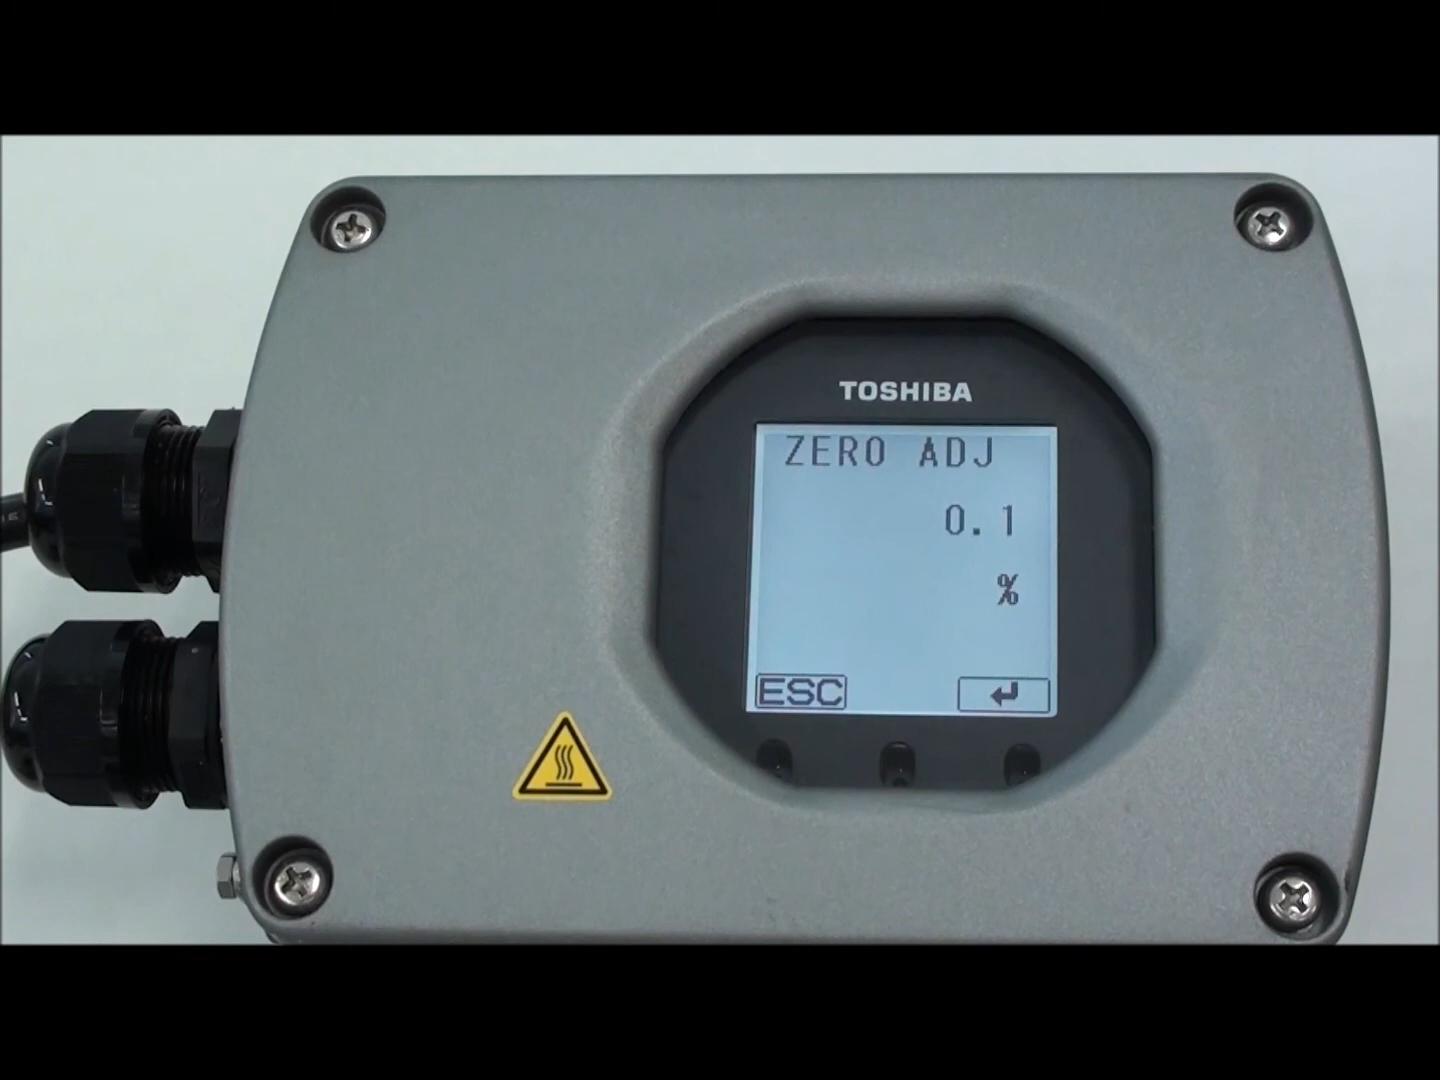 TOSHIBA
ZERO ADJ
0.1
%
ESC ↵